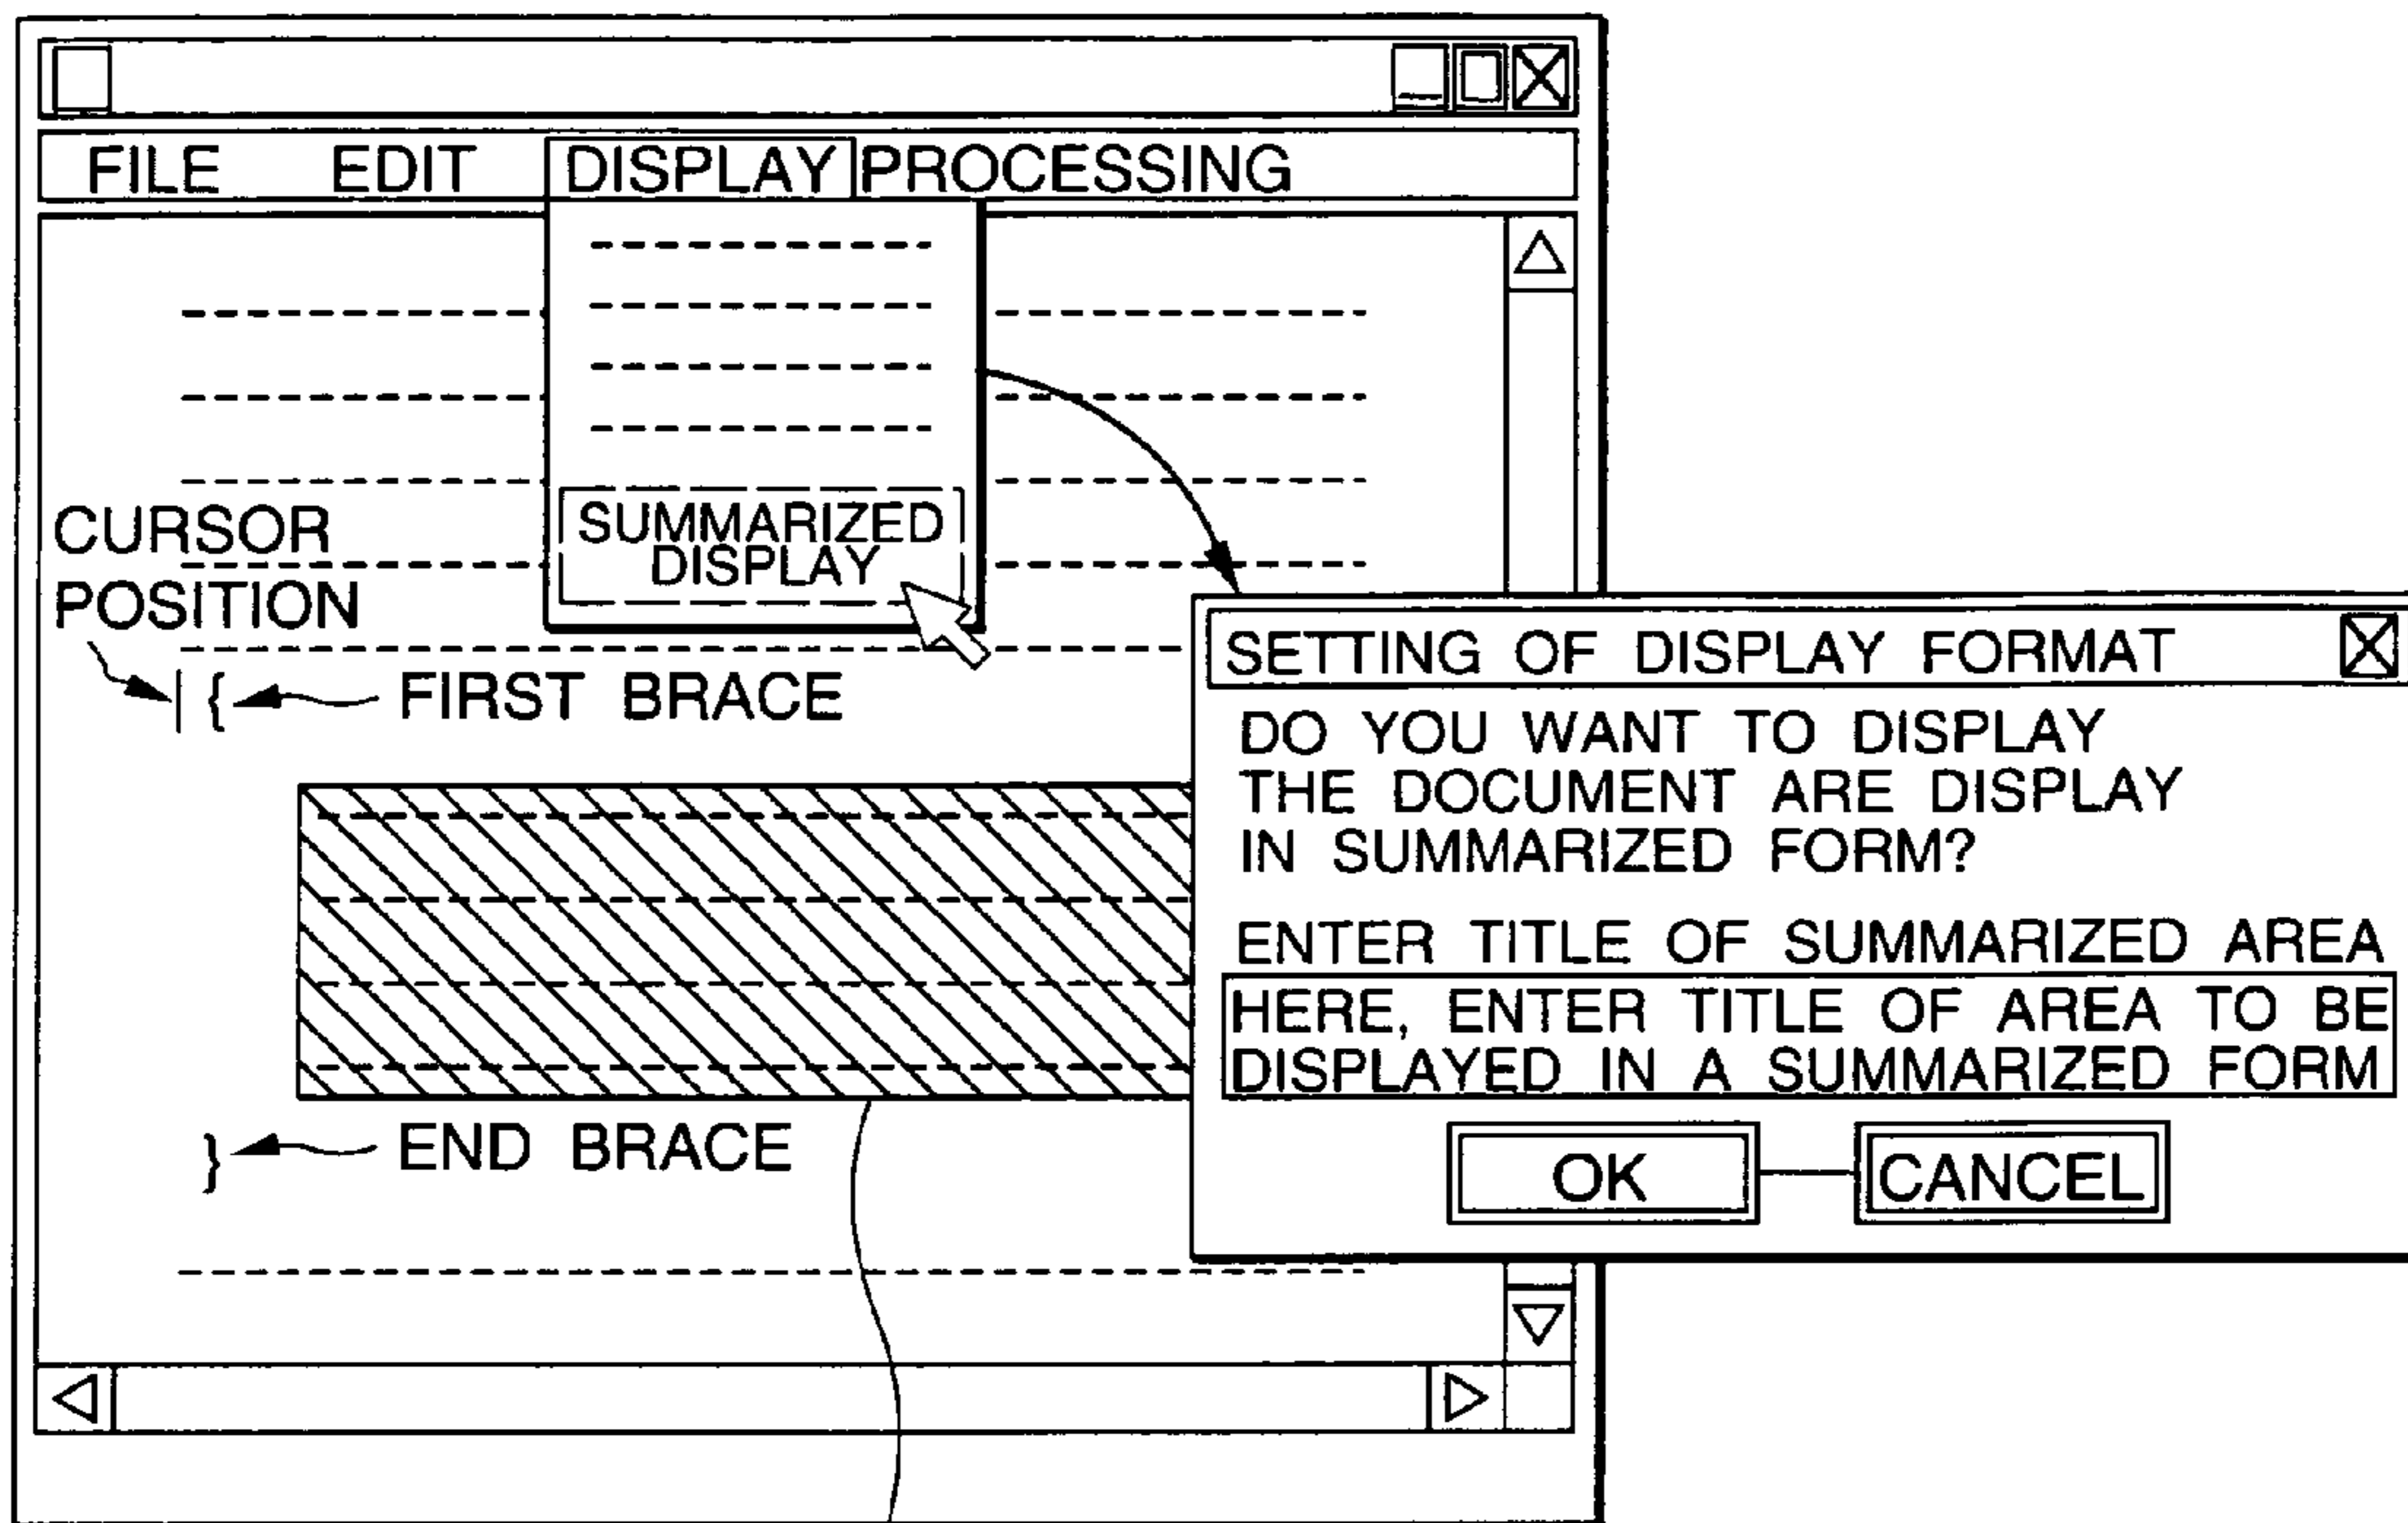 FILE EDIT DISPLAY PROCESSING
SUMMARIZED
DISPLAY
CURSOR
POSITION
{ FIRST BRACE
} END BRACE
SETTING OF DISPLAY FORMAT
DO YOU WANT TO DISPLAY
THE DOCUMENT ARE DISPLAY
IN SUMMARIZED FORM?
ENTER TITLE OF SUMMARIZED AREA
HERE, ENTER TITLE OF AREA TO BE
DISPLAYED IN A SUMMARIZED FORM
OK CANCEL